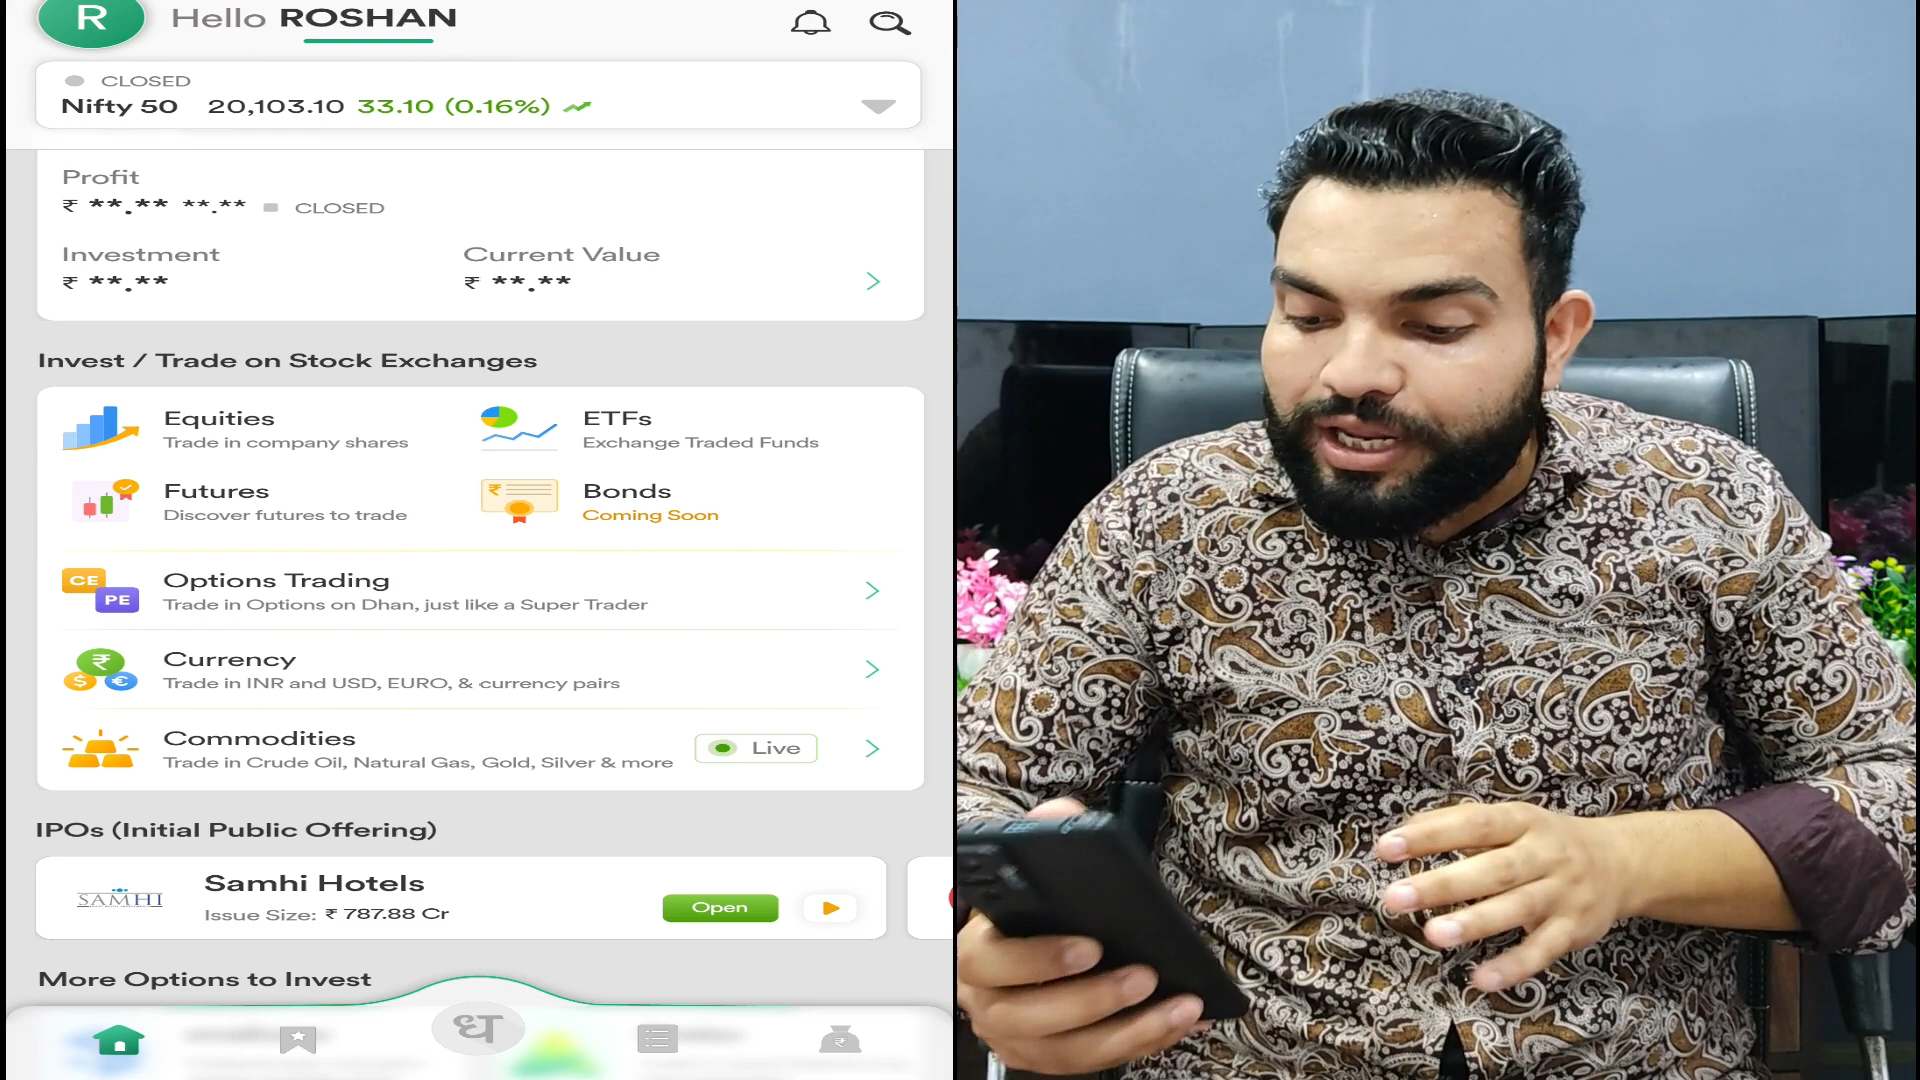 R
Hello ROSHAN
CLOSED
Nifty 50 20,103.10 33.10 (0.16%)
Profit
₹ **.** **.** CLOSED
Investment
Current Value
₹ **.**
₹ **.**
Invest / Trade on Stock Exchanges
Equities
Trade in company shares
ETFs
Exchange Traded Funds
Futures
Discover futures to trade
Bonds
Coming Soon
CE
PE
Options Trading
Trade in Options on Dhan, just like a Super Trader
Currency
Trade in INR and USD, EURO, & currency pairs
Commodities
Trade in Crude Oil, Natural Gas, Gold, Silver & more
Live
IPOs (Initial Public Offering)
SAMHI
Samhi Hotels
Issue Size: ₹ 787.88 Cr
Open
More Options to Invest
ध